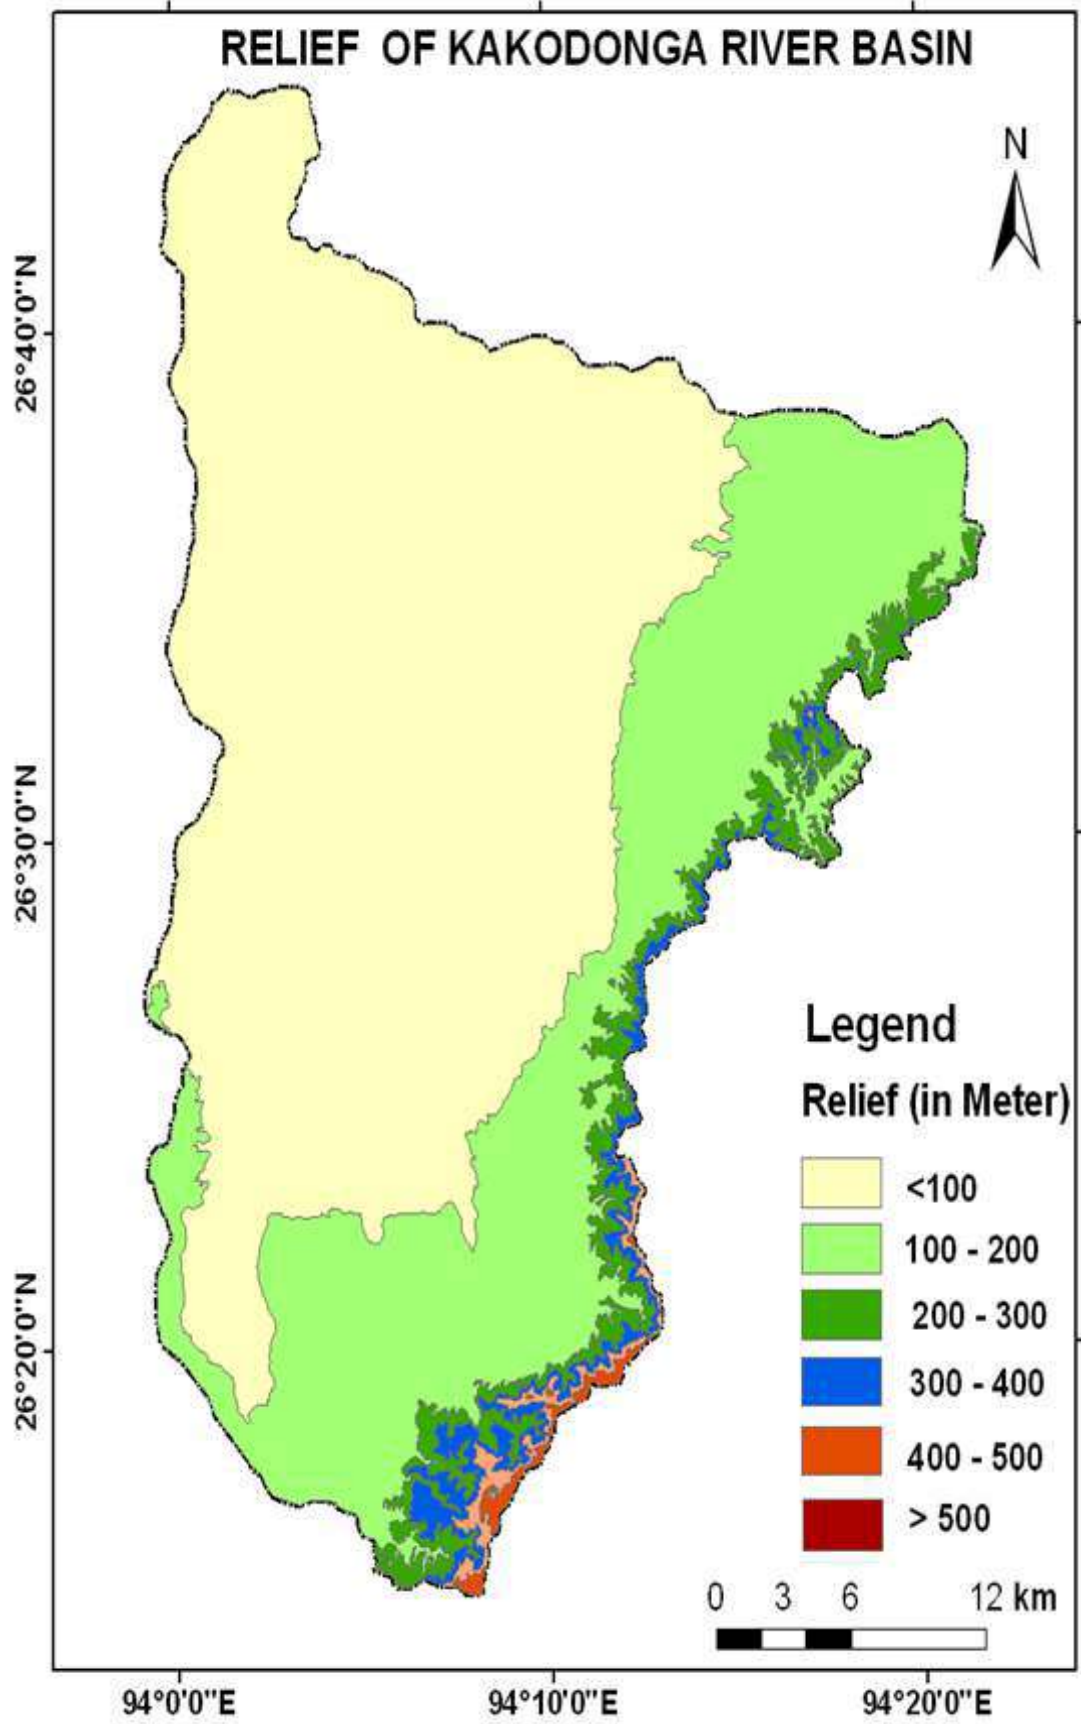 RELIEF OF KAKODONGA RIVER BASIN
N
26°40'0"N
26°30'0"N
26°20'0"N
Legend
Relief (in Meter)
<100
100 - 200
200 - 300
300 - 400
400 - 500
> 500
0 3 6 12 km
94°0'0"E 94°10'0"E 94°20'0"E